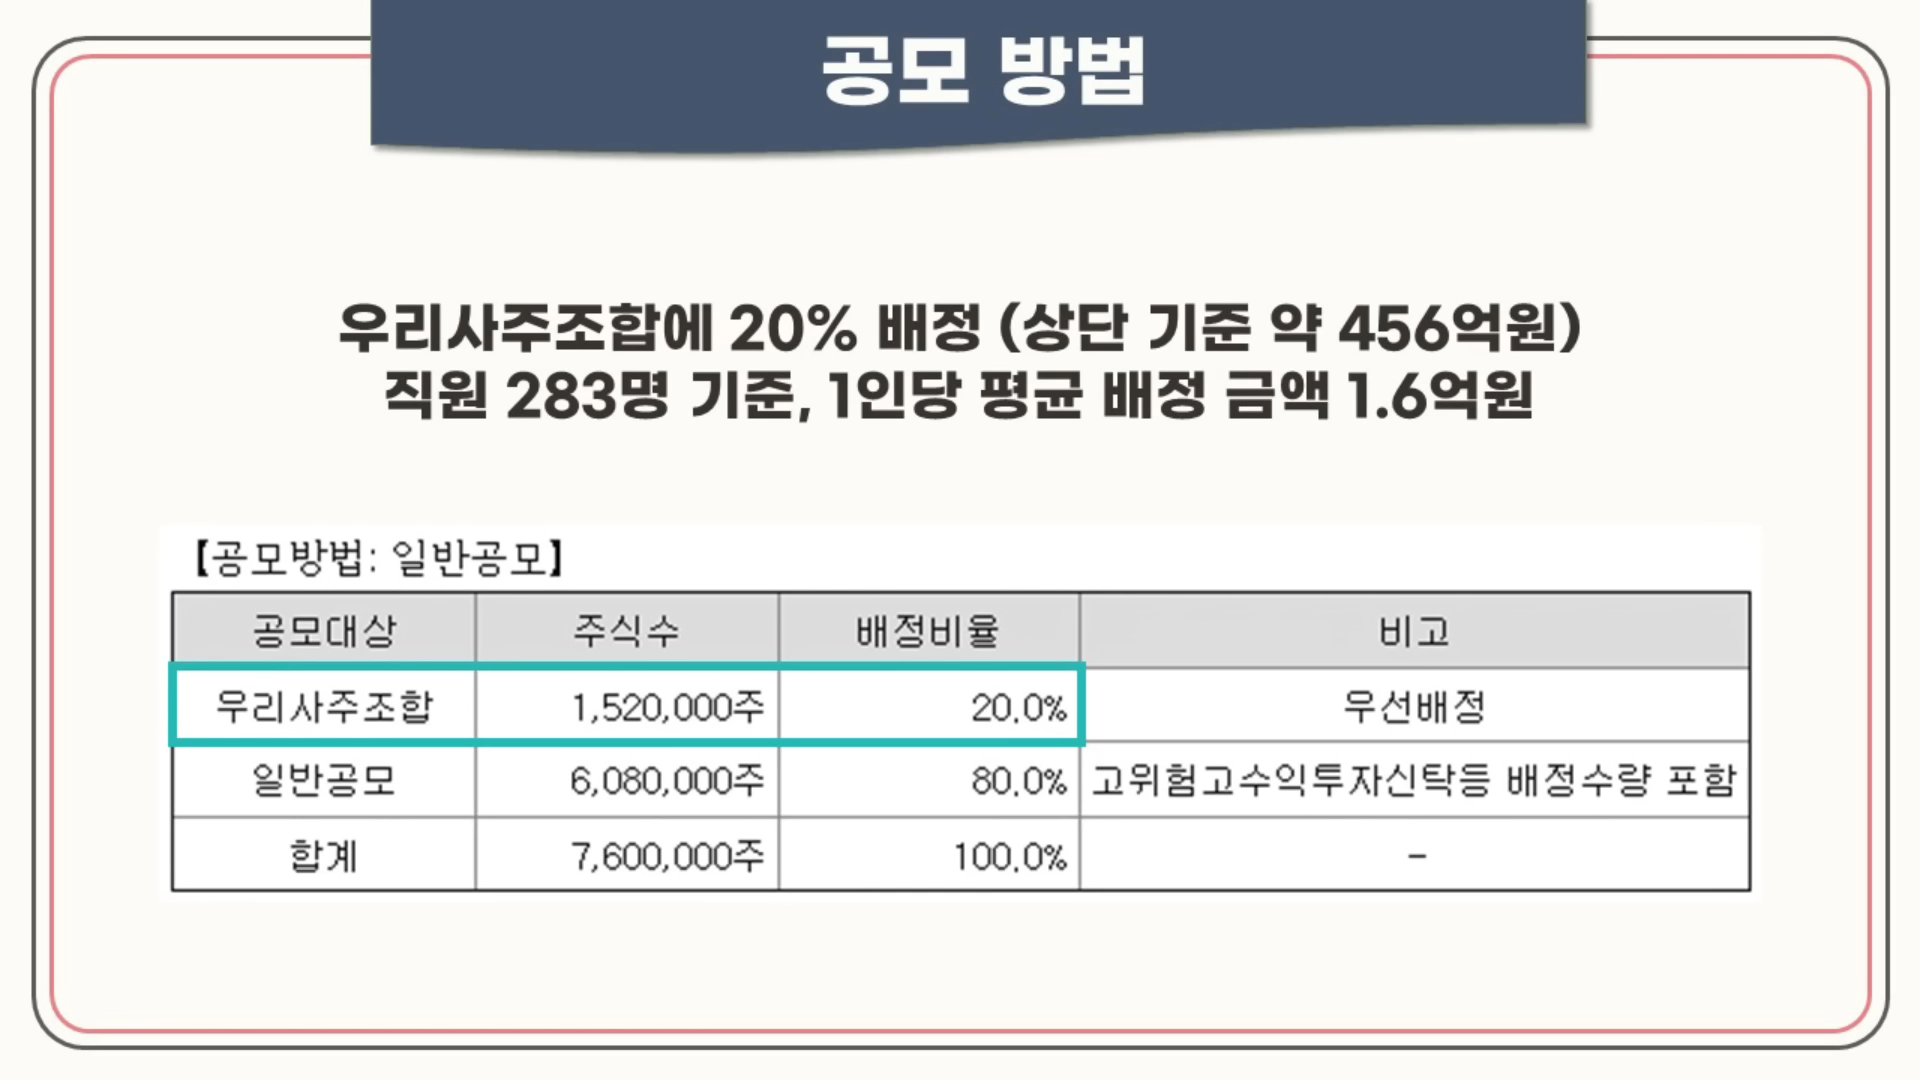 공모 방법
우리사주조합에 20% 배정 (상단 기준 약 456억원)
직원 283명 기준, 1인당 평균 배정 금액 1.6억원
【공모방법: 일반공모】
공모대상 주식수 배정비율 비고
우리사주조합 1,520,000주 20.0% 우선배정
일반공모 6,080,000주 80.0% 고위험고수익투자신탁등 배정수량 포함
합계 7,600,000주 100.0% -